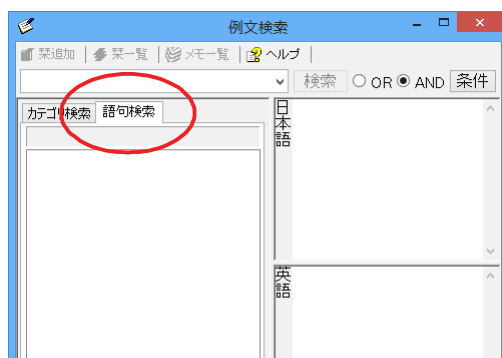 例文検索
栞追加 栞一覧 メモ一覧 ヘルプ
検索 OR AND 条件
カテゴリ検索 語句検索
日本語
英語